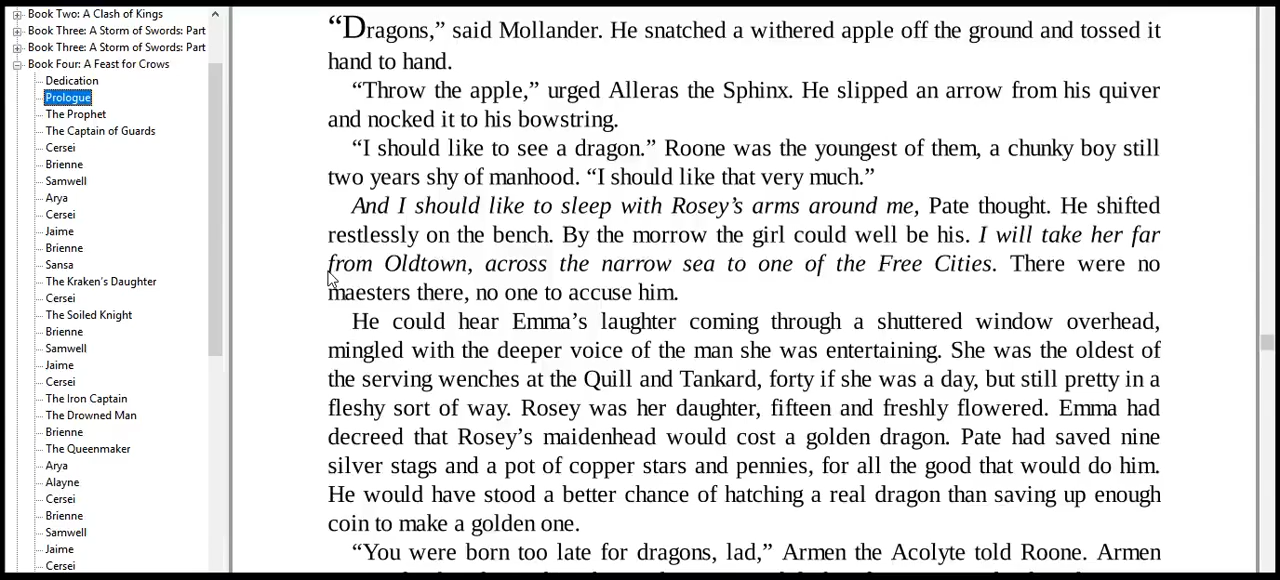 Book Two: A Clash of Kings
Book Three: A Storm of Swords: Part
Book Three: A Storm of Swords: Part
Book Four: A Feast for Crows
Dedication
Prologue
The Prophet
The Captain of Guards
Cersei
Brienne
Samwell
Arya
Cersei
Jaime
Brienne
Sansa
The Kraken’s Daughter
Cersei
The Soiled Knight
Brienne
Samwell
Jaime
Cersei
The Iron Captain
The Drowned Man
Brienne
The Queenmaker
Arya
Alayne
Cersei
Brienne
Samwell
Jaime
Cersei
“Dragons,” said Mollander. He snatched a withered apple off the ground and tossed it
hand to hand.
“Throw the apple,” urged Alleras the Sphinx. He slipped an arrow from his quiver
and nocked it to his bowstring.
“I should like to see a dragon.” Roone was the youngest of them, a chunky boy still
two years shy of manhood. “I should like that very much.”
And I should like to sleep with Rosey’s arms around me, Pate thought. He shifted
restlessly on the bench. By the morrow the girl could well be his. I will take her far
from Oldtown, across the narrow sea to one of the Free Cities. There were no
maesters there, no one to accuse him.
He could hear Emma’s laughter coming through a shuttered window overhead,
mingled with the deeper voice of the man she was entertaining. She was the oldest of
the serving wenches at the Quill and Tankard, forty if she was a day, but still pretty in a
fleshy sort of way. Rosey was her daughter, fifteen and freshly flowered. Emma had
decreed that Rosey’s maidenhead would cost a golden dragon. Pate had saved nine
silver stags and a pot of copper stars and pennies, for all the good that would do him.
He would have stood a better chance of hatching a real dragon than saving up enough
coin to make a golden one.
“You were born too late for dragons, lad,” Armen the Acolyte told Roone. Armen